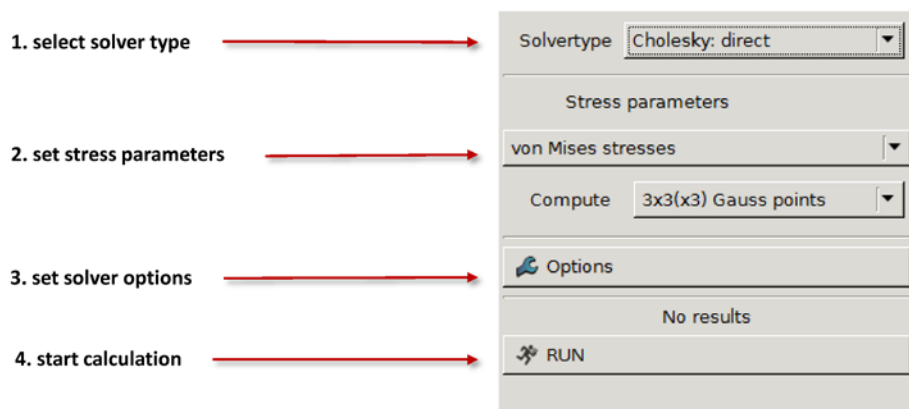 1. select solver type
Solvertype Cholesky: direct
Stress parameters
2. set stress parameters
von Mises stresses
Compute 3x3(x3) Gauss points
3. set solver options
Options
No results
4. start calculation
RUN